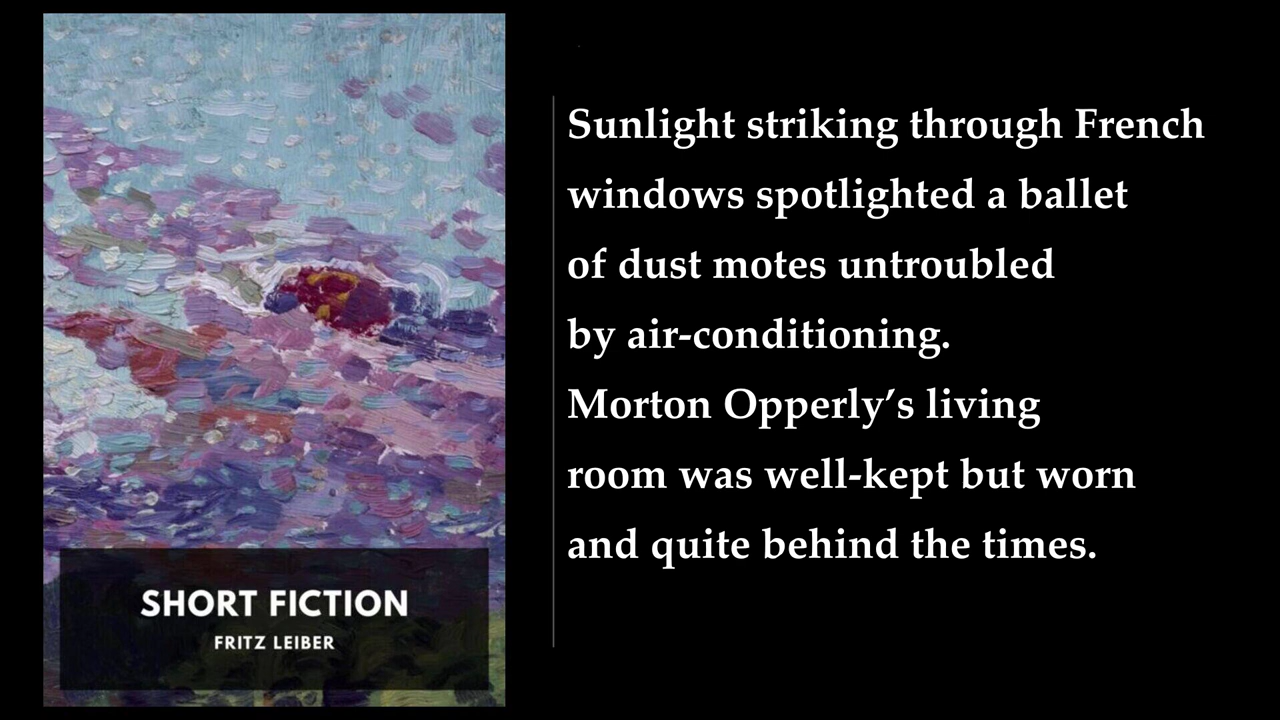 SHORT FICTION
FRITZ LEIBER
Sunlight striking through French
windows spotlighted a ballet
of dust motes untroubled
by air-conditioning.
Morton Opperly’s living
room was well-kept but worn
and quite behind the times.